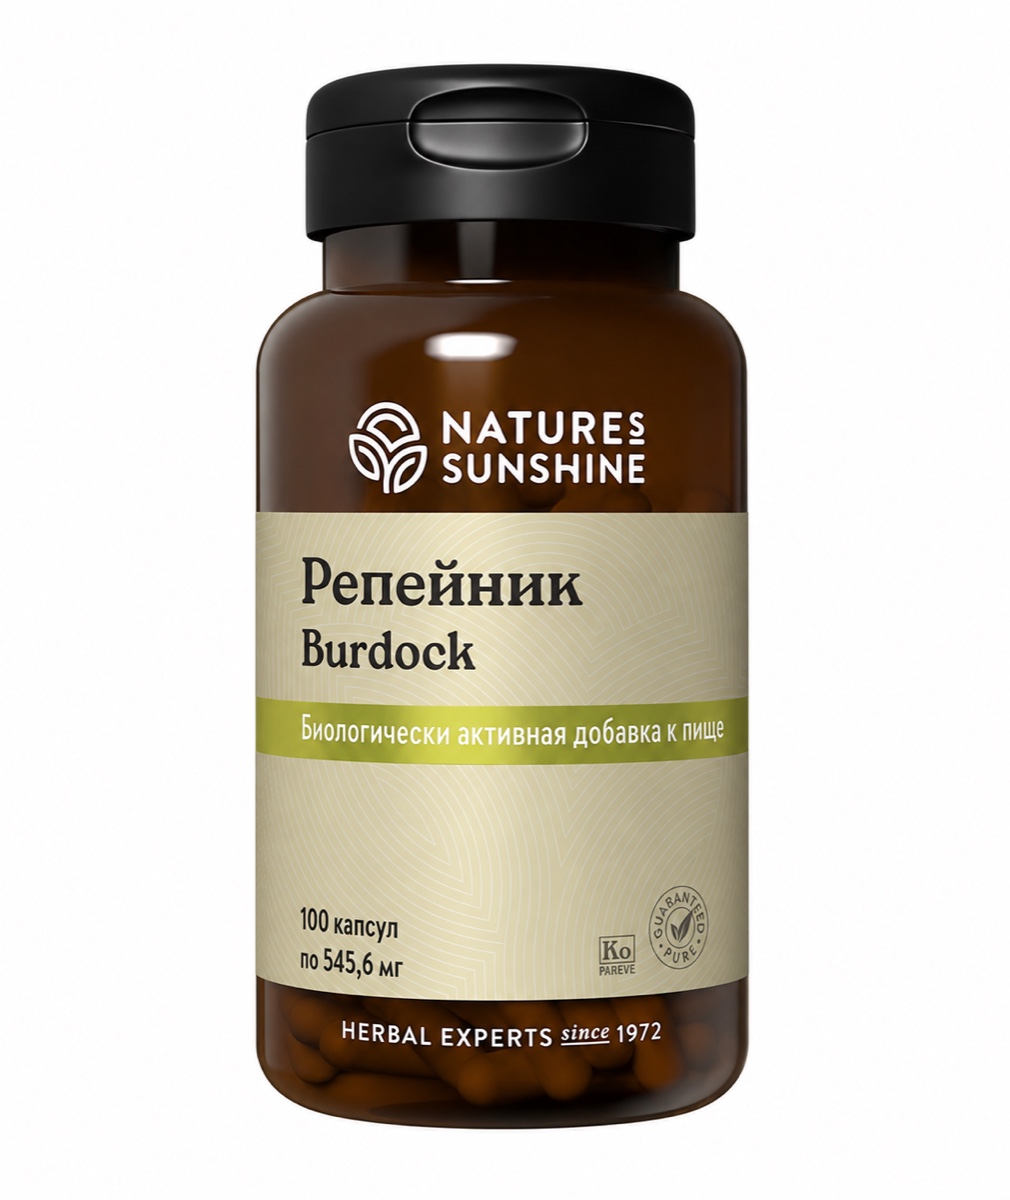 NATURES
SUNSHINE
Репейник
Burdock
Биологически активная добавка к пище
100 капсул
по 545,6 мг
Ko
PAREVE
GUARANTEED
PURE
HERBAL EXPERTS since 1972